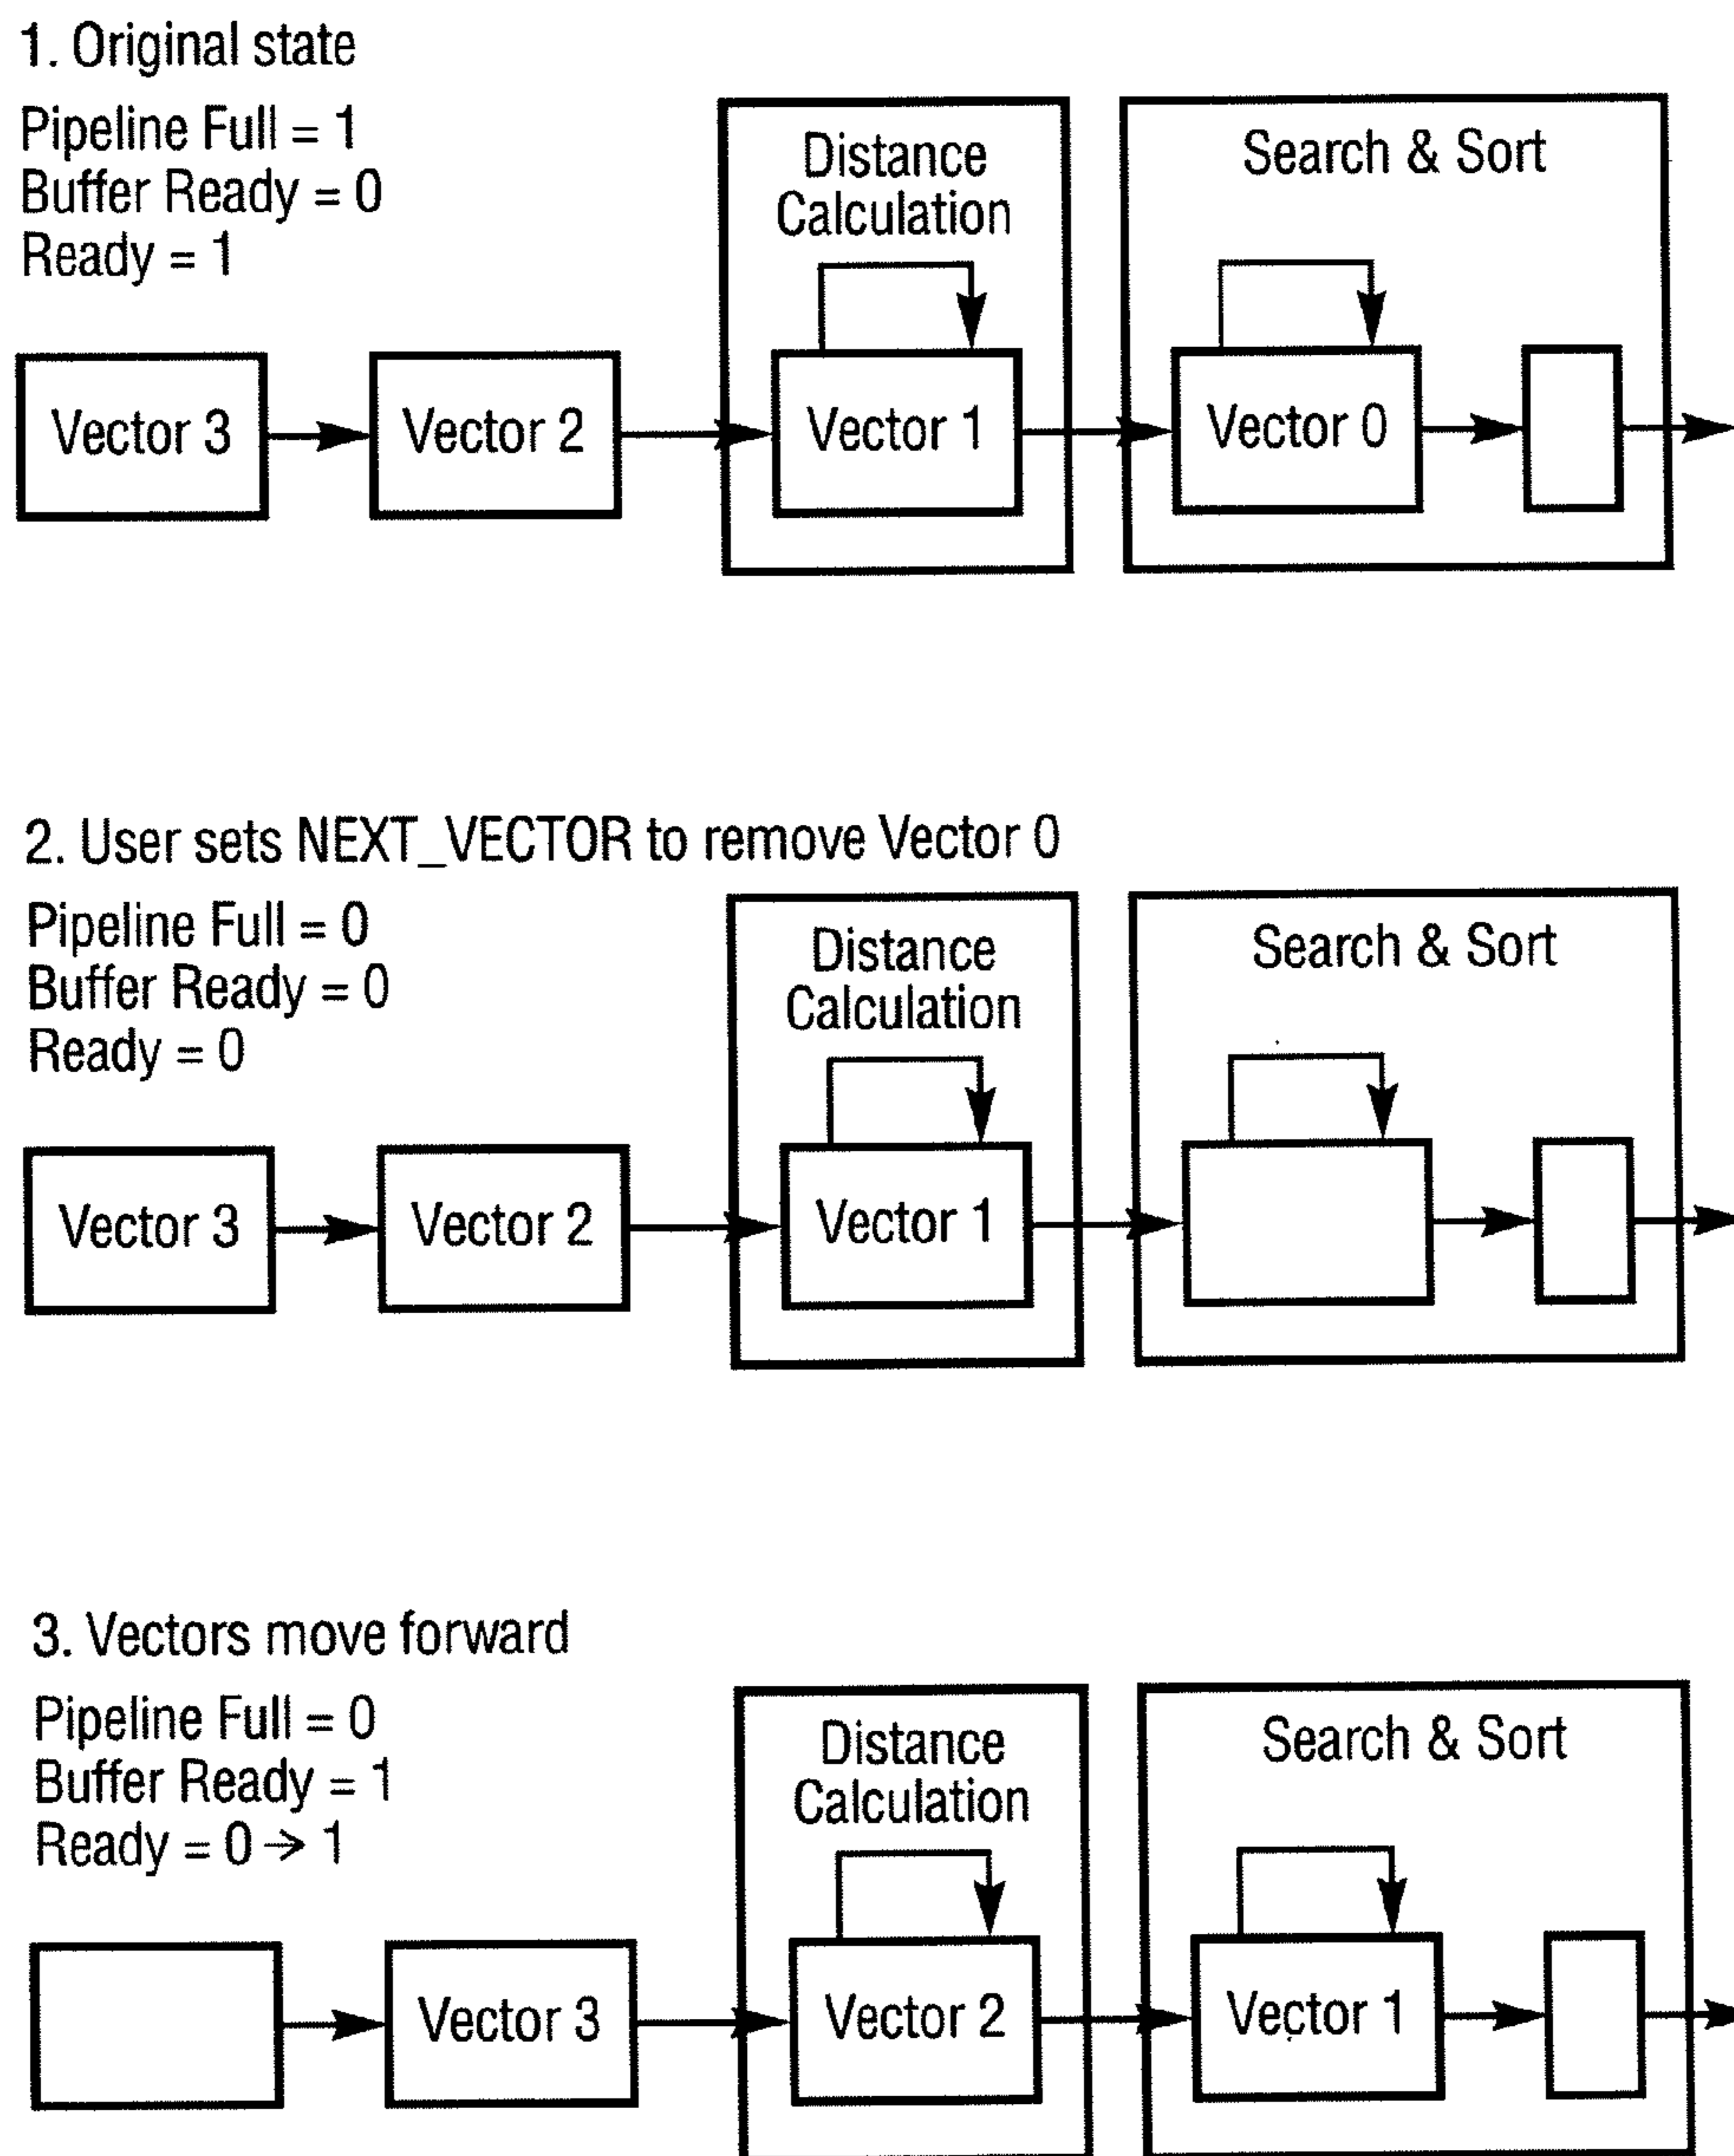 1. Original state
Pipeline Full = 1
Buffer Ready = 0
Ready = 1
Distance
Calculation
Search & Sort
Vector 3
Vector 2
Vector 1
Vector 0
2. User sets NEXT_VECTOR to remove Vector 0
Pipeline Full = 0
Buffer Ready = 0
Ready = 0
Distance
Calculation
Search & Sort
Vector 3
Vector 2
Vector 1
3. Vectors move forward
Pipeline Full = 0
Buffer Ready = 1
Ready = 0 → 1
Distance
Calculation
Search & Sort
Vector 3
Vector 2
Vector 1